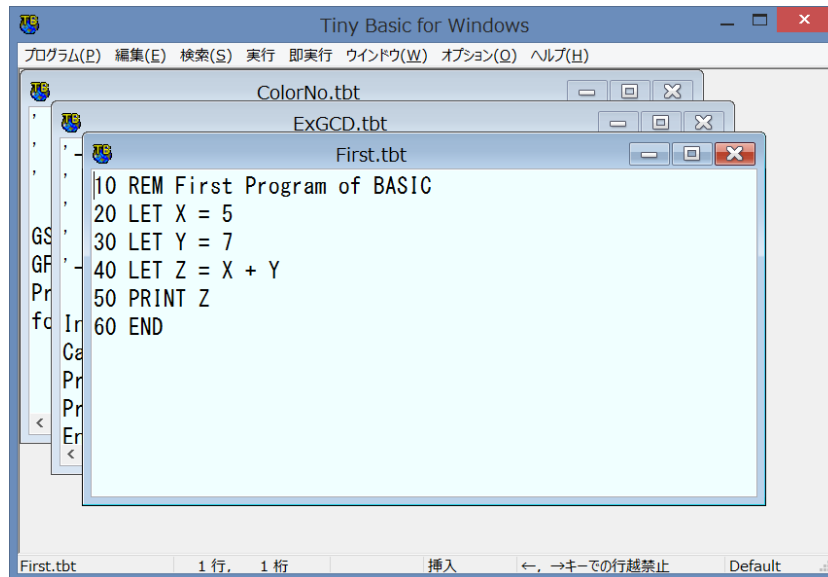 Tiny Basic for Windows
プログラム(P) 編集(E) 検索(S) 実行 即実行 ウインドウ(W) オプション(O) ヘルプ(H)
ColorNo.tbt
ExGCD.tbt
First.tbt
10 REM First Program of BASIC
20 LET X = 5
30 LET Y = 7
40 LET Z = X + Y
50 PRINT Z
60 END
First.tbt 1 行, 1 桁 挿入 ←, →キーでの行越禁止 Default